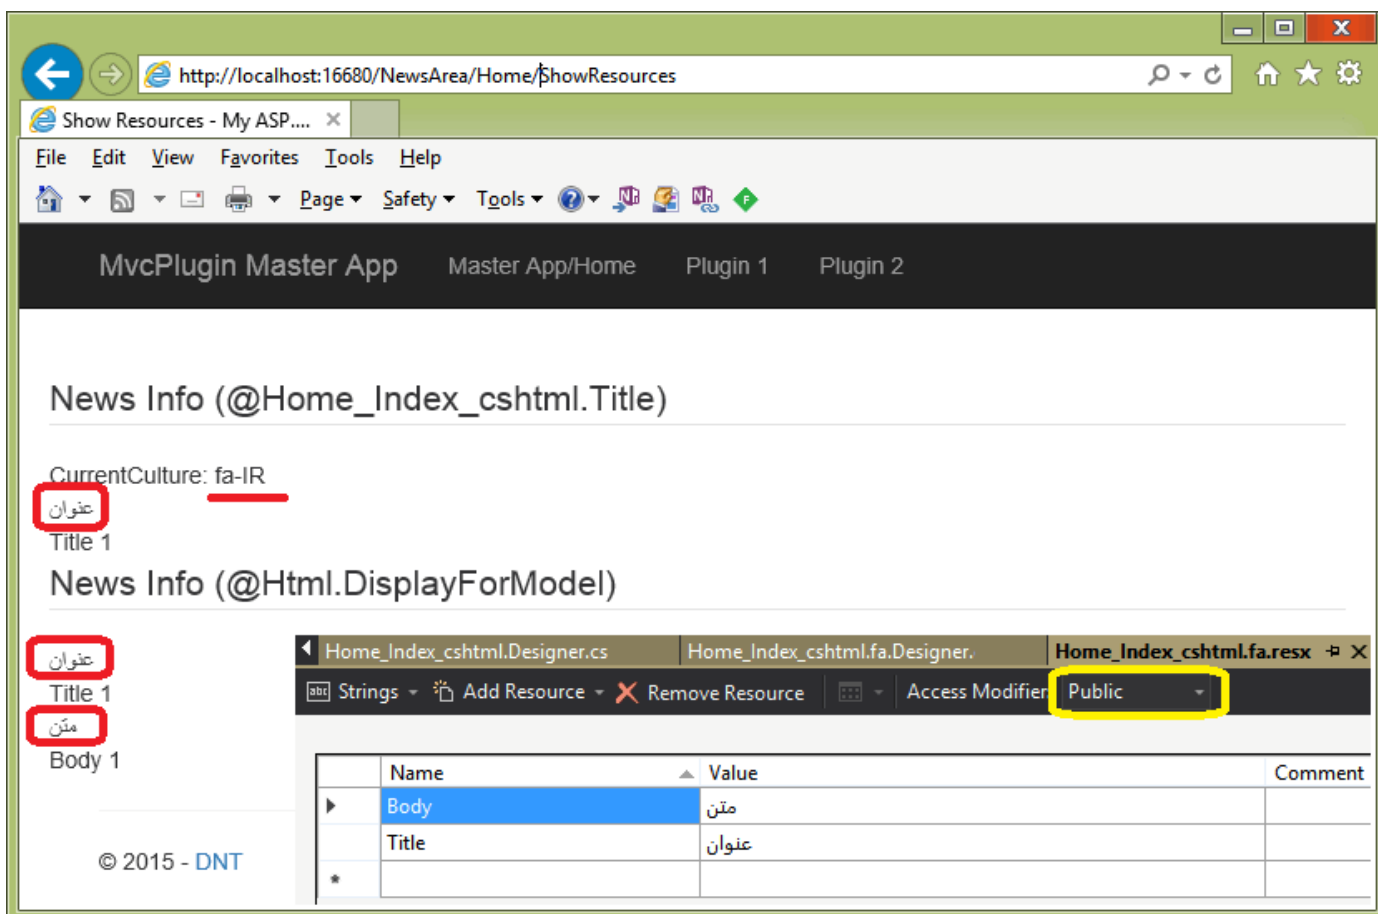 http://localhost:16680/NewsArea/Home/ShowResources
Show Resources - My ASP....
File Edit View Favorites Tools Help
Page Safety Tools
MvcPlugin Master App Master App/Home Plugin 1 Plugin 2
News Info (@Home_Index_cshtml.Title)
CurrentCulture: fa-IR
عنوان
Title 1
News Info (@Html.DisplayForModel)
عنوان
Title 1
متن
Body 1
© 2015 - DNT
Home_Index_cshtml.Designer.cs Home_Index_cshtml.fa.Designer. Home_Index_cshtml.fa.resx
abc Strings Add Resource Remove Resource Access Modifier Public
Name Value Comment
Body متن
Title عنوان